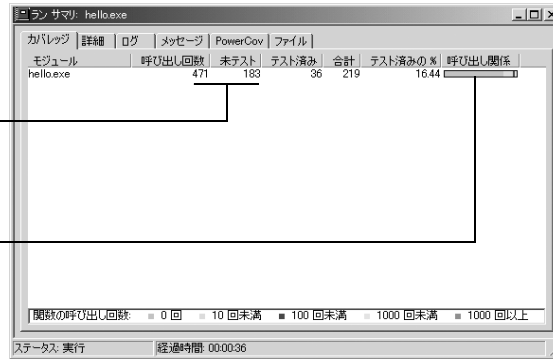 ラン サマリ: hello.exe
カバレッジ 詳細 ログ メッセージ PowerCov ファイル
モジュール 呼び出し回数 未テスト テスト済み 合計 テスト済みの % 呼び出し関係
hello.exe 471 183 36 219 16.44
関数の呼び出し回数: 0 回 10 回未満 100 回未満 1000 回未満 1000 回以上
ステータス: 実行 経過時間: 00:00:36